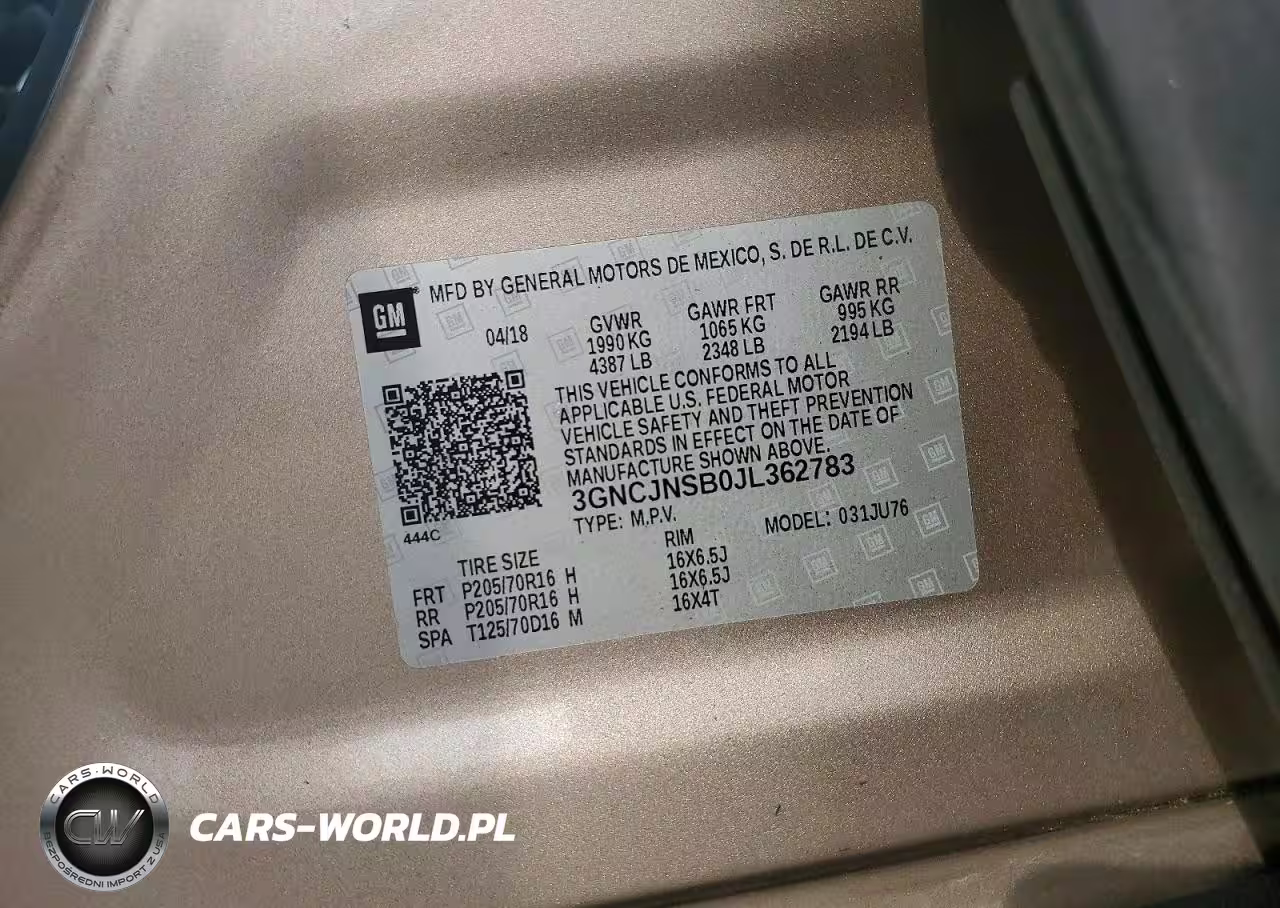 MFD BY GENERAL MOTORS DE MEXICO, S. DE R.L. DE C.V.
GM
04/18
GVWR GAWR FRT GAWR RR
1990 KG 1065 KG 995 KG
4387 LB 2348 LB 2194 LB
THIS VEHICLE CONFORMS TO ALL
APPLICABLE U.S. FEDERAL MOTOR
VEHICLE SAFETY AND THEFT PREVENTION
STANDARDS IN EFFECT ON THE DATE OF
MANUFACTURE SHOWN ABOVE.
3GNCJNSB0JL362783
TYPE: M.P.V. MODEL: 031JU76
444C
TIRE SIZE RIM
FRT P205/70R16 H 16X6.5J
RR P205/70R16 H 16X6.5J
SPA T125/70D16 M 16X4T
CARS-WORLD
CW
BEZPOŚREDNI IMPORT Z USA
CARS-WORLD.PL